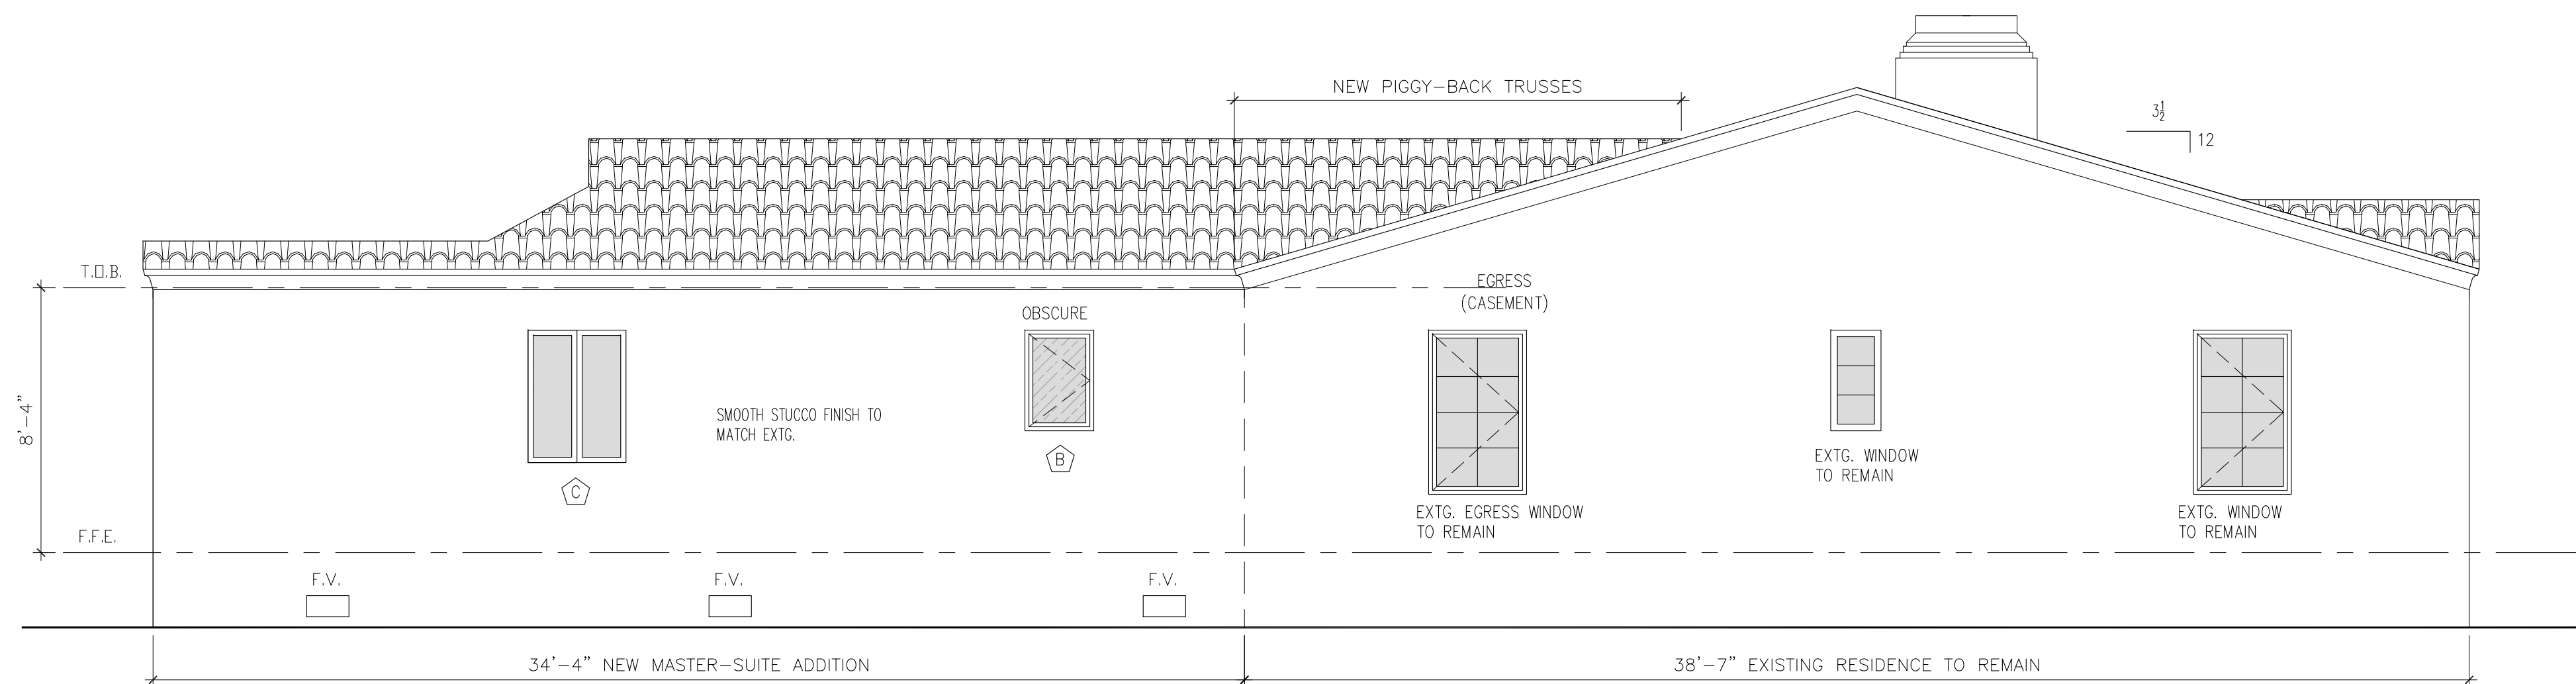 NEW PIGGY-BACK TRUSSES
3½
12
T.O.B.
EGRESS
(CASEMENT)
OBSCURE
8'-4"
SMOOTH STUCCO FINISH TO
MATCH EXTG.
B
C
EXTG. WINDOW
TO REMAIN
EXTG. EGRESS WINDOW
TO REMAIN
EXTG. WINDOW
TO REMAIN
F.F.E.
F.V.
F.V.
F.V.
34'-4" NEW MASTER-SUITE ADDITION
38'-7" EXISTING RESIDENCE TO REMAIN